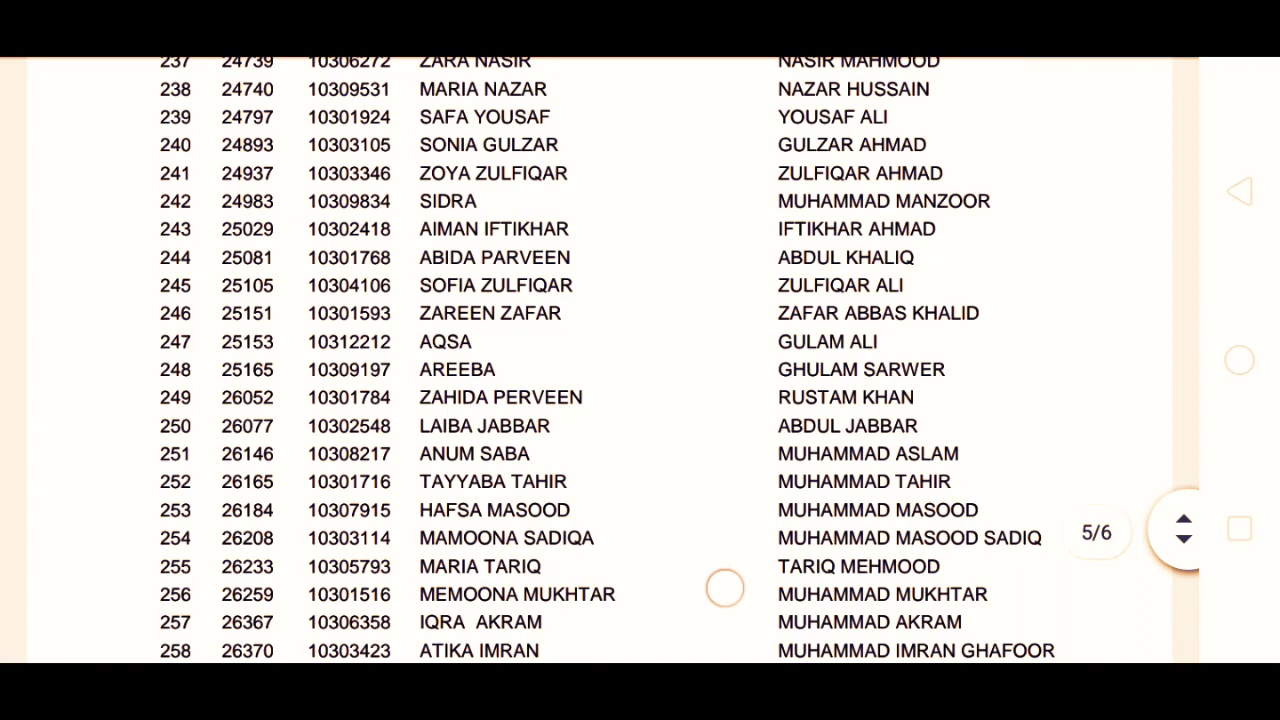 237 24739 10306272 ZARA NASIR NASIR MAHMOOD
238 24740 10309531 MARIA NAZAR NAZAR HUSSAIN
239 24797 10301924 SAFA YOUSAF YOUSAF ALI
240 24893 10303105 SONIA GULZAR GULZAR AHMAD
241 24937 10303346 ZOYA ZULFIQAR ZULFIQAR AHMAD
242 24983 10309834 SIDRA MUHAMMAD MANZOOR
243 25029 10302418 AIMAN IFTIKHAR IFTIKHAR AHMAD
244 25081 10301768 ABIDA PARVEEN ABDUL KHALIQ
245 25105 10304106 SOFIA ZULFIQAR ZULFIQAR ALI
246 25151 10301593 ZAREEN ZAFAR ZAFAR ABBAS KHALID
247 25153 10312212 AQSA GULAM ALI
248 25165 10309197 AREEBA GHULAM SARWER
249 26052 10301784 ZAHIDA PERVEEN RUSTAM KHAN
250 26077 10302548 LAIBA JABBAR ABDUL JABBAR
251 26146 10308217 ANUM SABA MUHAMMAD ASLAM
252 26165 10301716 TAYYABA TAHIR MUHAMMAD TAHIR
253 26184 10307915 HAFSA MASOOD MUHAMMAD MASOOD
254 26208 10303114 MAMOONA SADIQA MUHAMMAD MASOOD SADIQ 5/6
255 26233 10305793 MARIA TARIQ TARIQ MEHMOOD
256 26259 10301516 MEMOONA MUKHTAR MUHAMMAD MUKHTAR
257 26367 10306358 IQRA AKRAM MUHAMMAD AKRAM
258 26370 10303423 ATIKA IMRAN MUHAMMAD IMRAN GHAFOOR